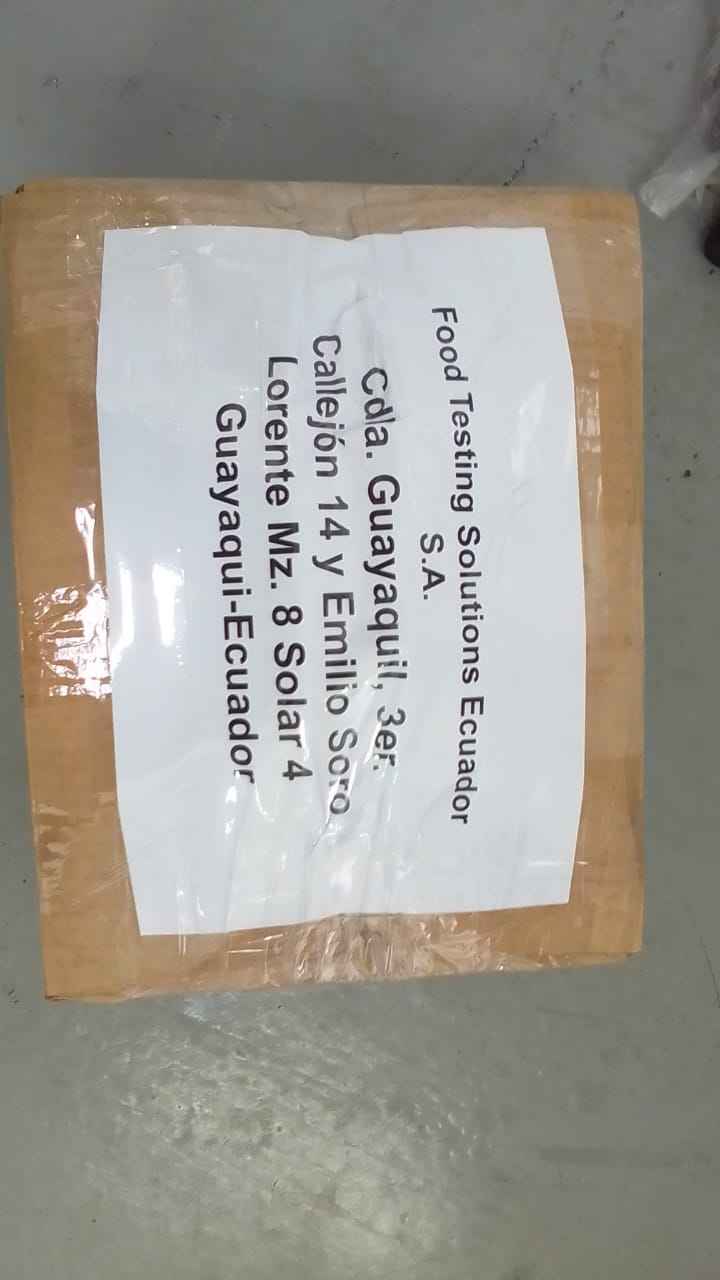 Food Testing Solutions Ecuador
S.A.
Cdla. Guayaquil, 3er.
Callejón 14 y Emilio Soro
Lorente Mz. 8 Solar 4
Guayaqui-Ecuador